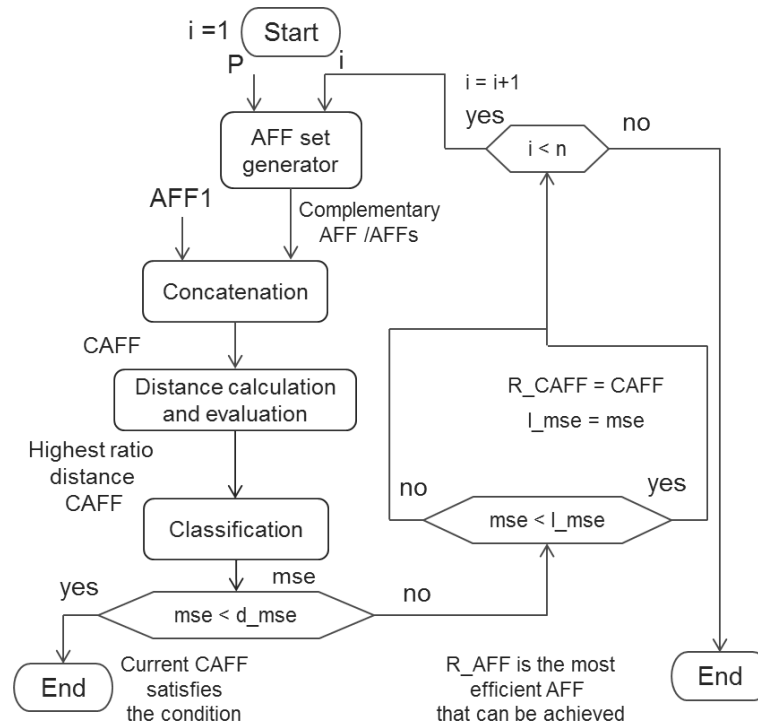 i =1
Start
P
i
i = i+1
yes
no
i < n
AFF set
generator
AFF1
Complementary
AFF /AFFs
Concatenation
CAFF
Distance calculation
and evaluation
R_CAFF = CAFF
l_mse = mse
Highest ratio
distance
CAFF
no
yes
mse < l_mse
Classification
mse
yes
no
mse < d_mse
End
Current CAFF
satisfies
the condition
R_AFF is the most
efficient AFF
that can be achieved
End